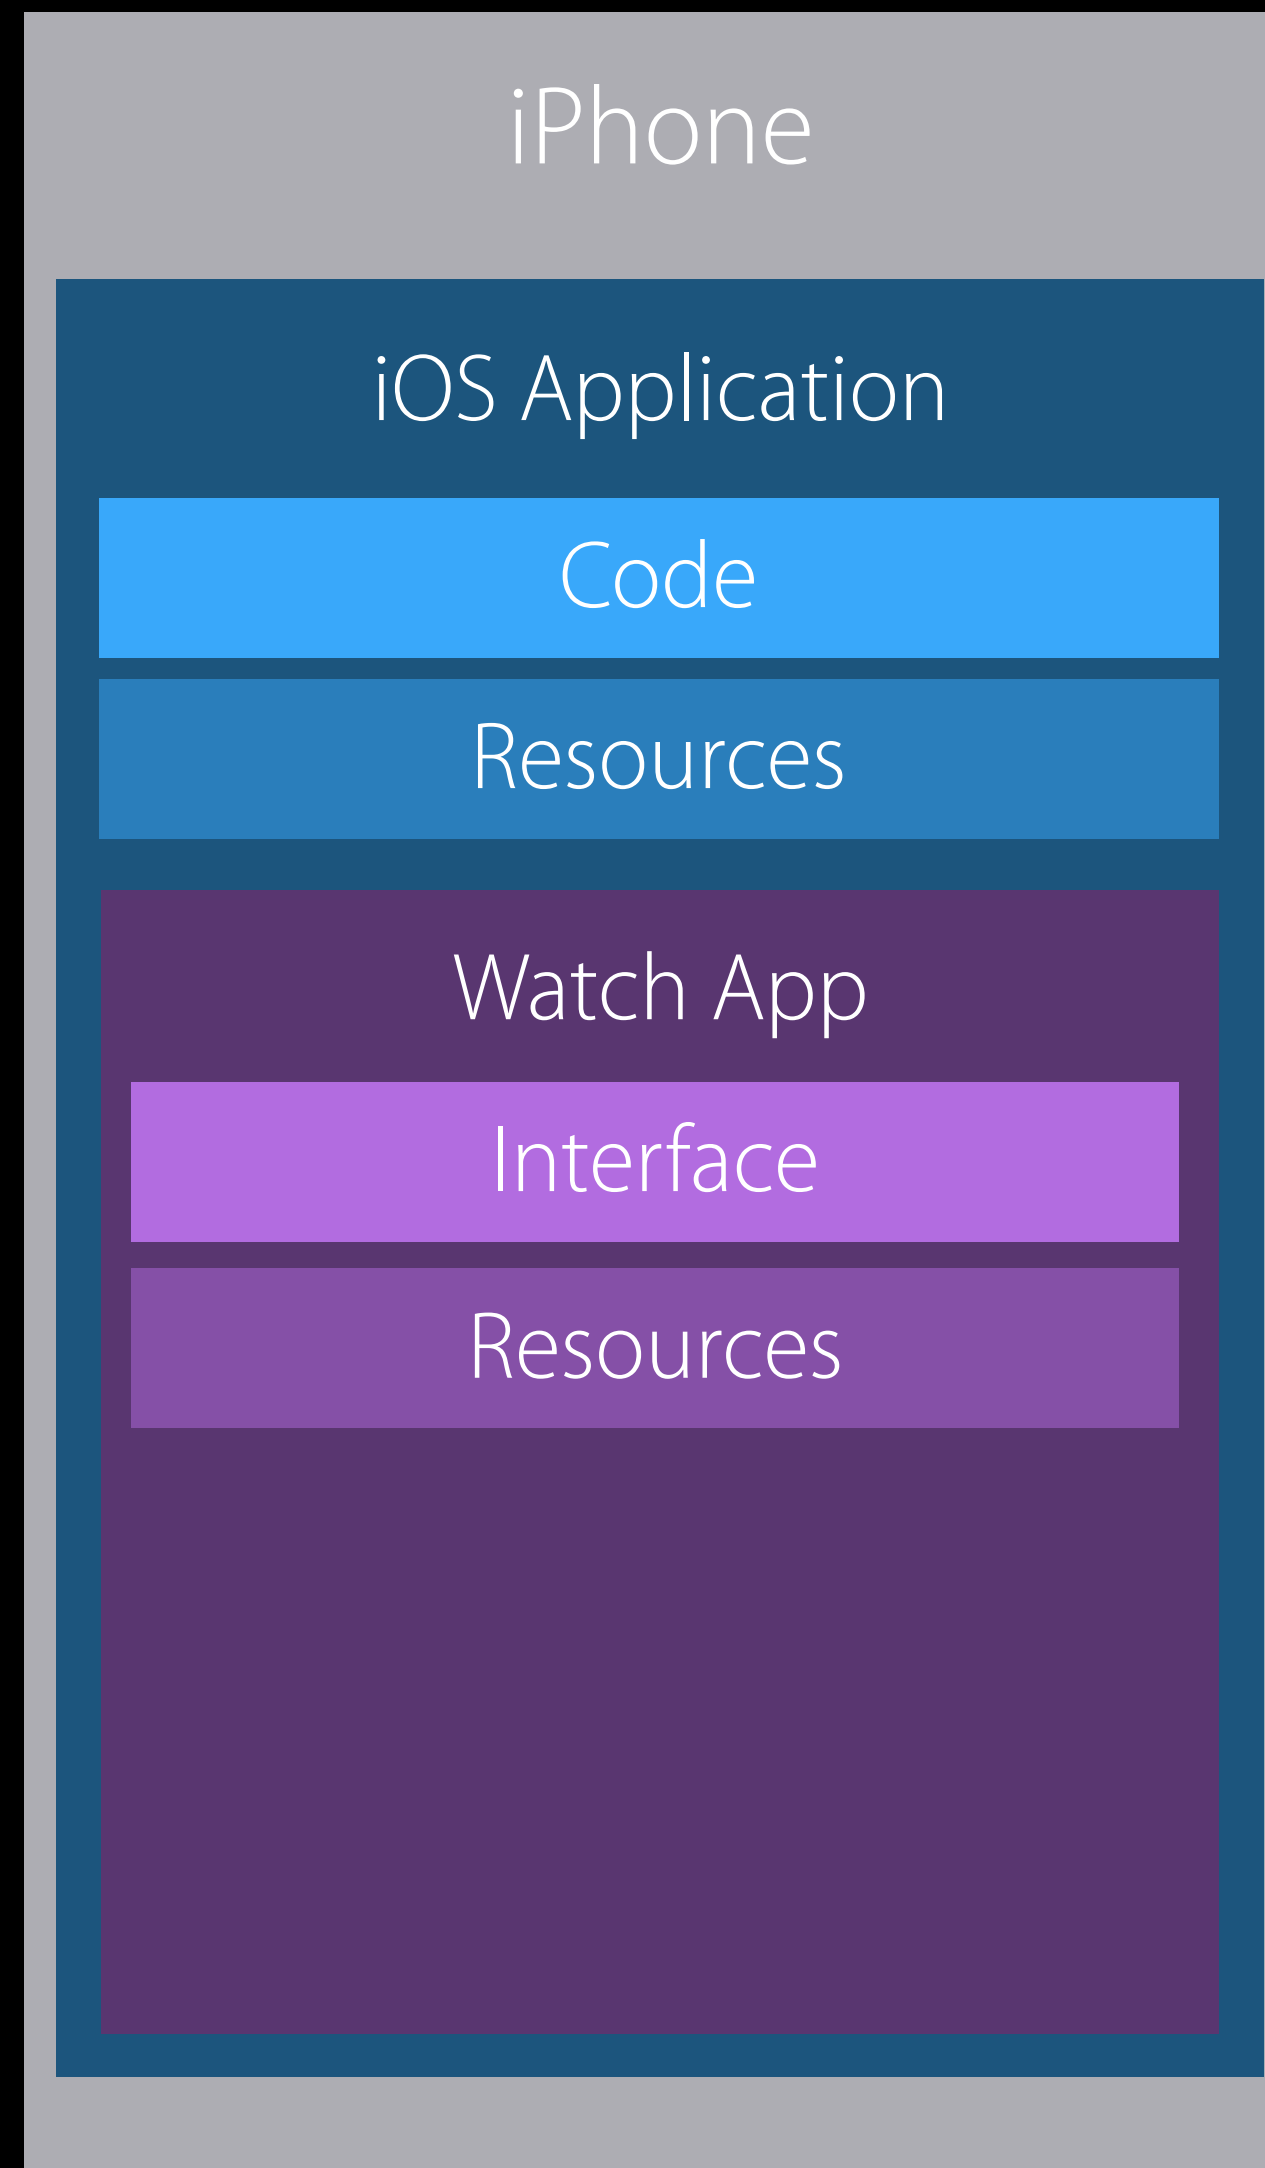 iPhone
iOS Application
Code
Resources
Watch App
Interface
Resources